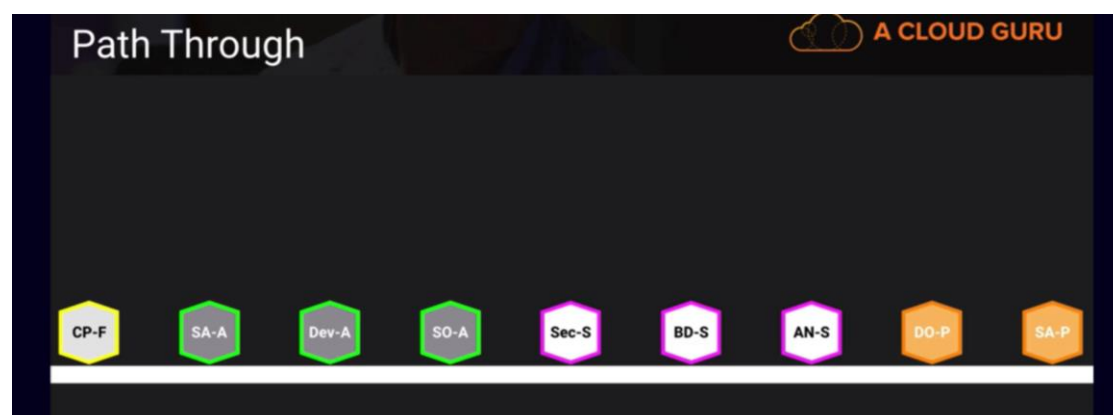 Path Through
A CLOUD GURU
CP-F SA-A Dev-A SO-A Sec-S BD-S AN-S DO-P SA-P